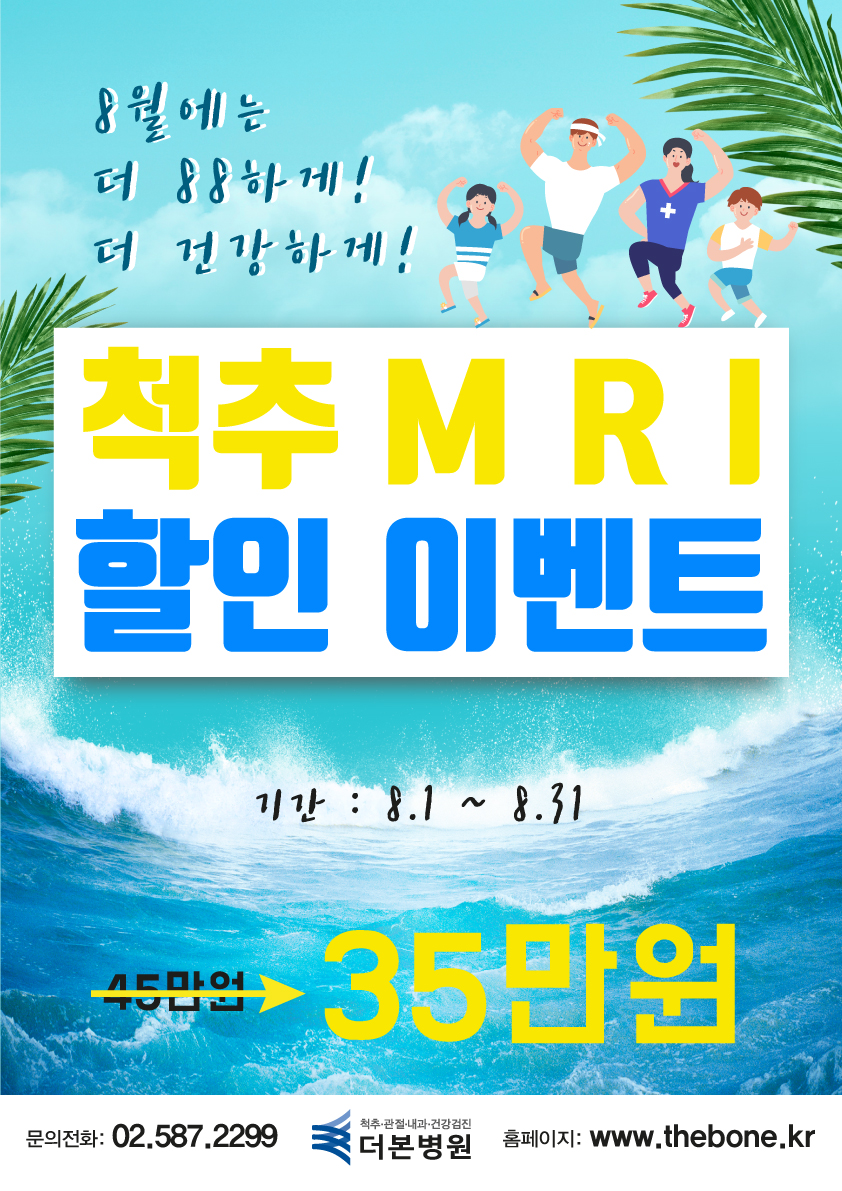 8월에는
더 88하게!
더 건강하게!
척추 MRI
할인 이벤트
기간 : 8.1 ~ 8.31
45만원
35만원
문의전화: 02.587.2299
척추·관절·내과·건강검진
더본병원
홈페이지: www.thebone.kr